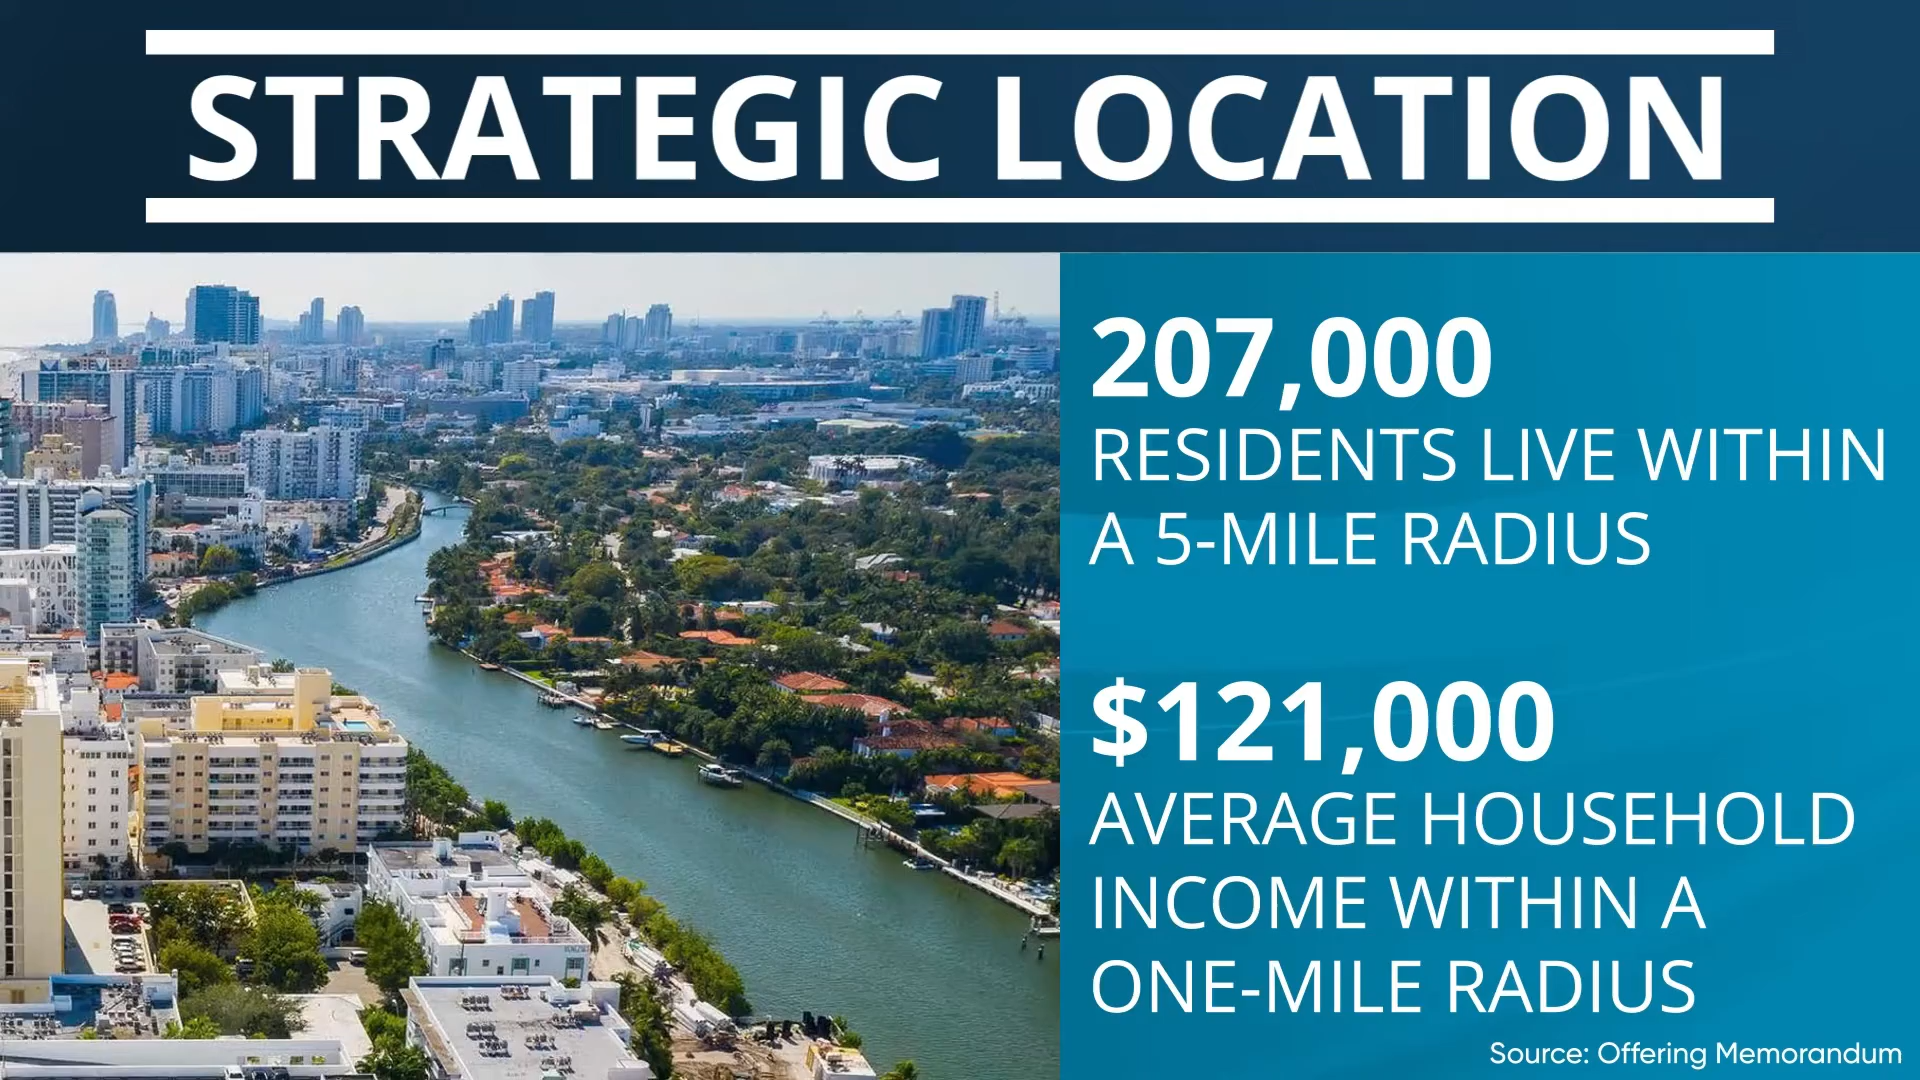 STRATEGIC LOCATION
207,000
RESIDENTS LIVE WITHIN
A 5-MILE RADIUS
$121,000
AVERAGE HOUSEHOLD
INCOME WITHIN A
ONE-MILE RADIUS
Source: Offering Memorandum